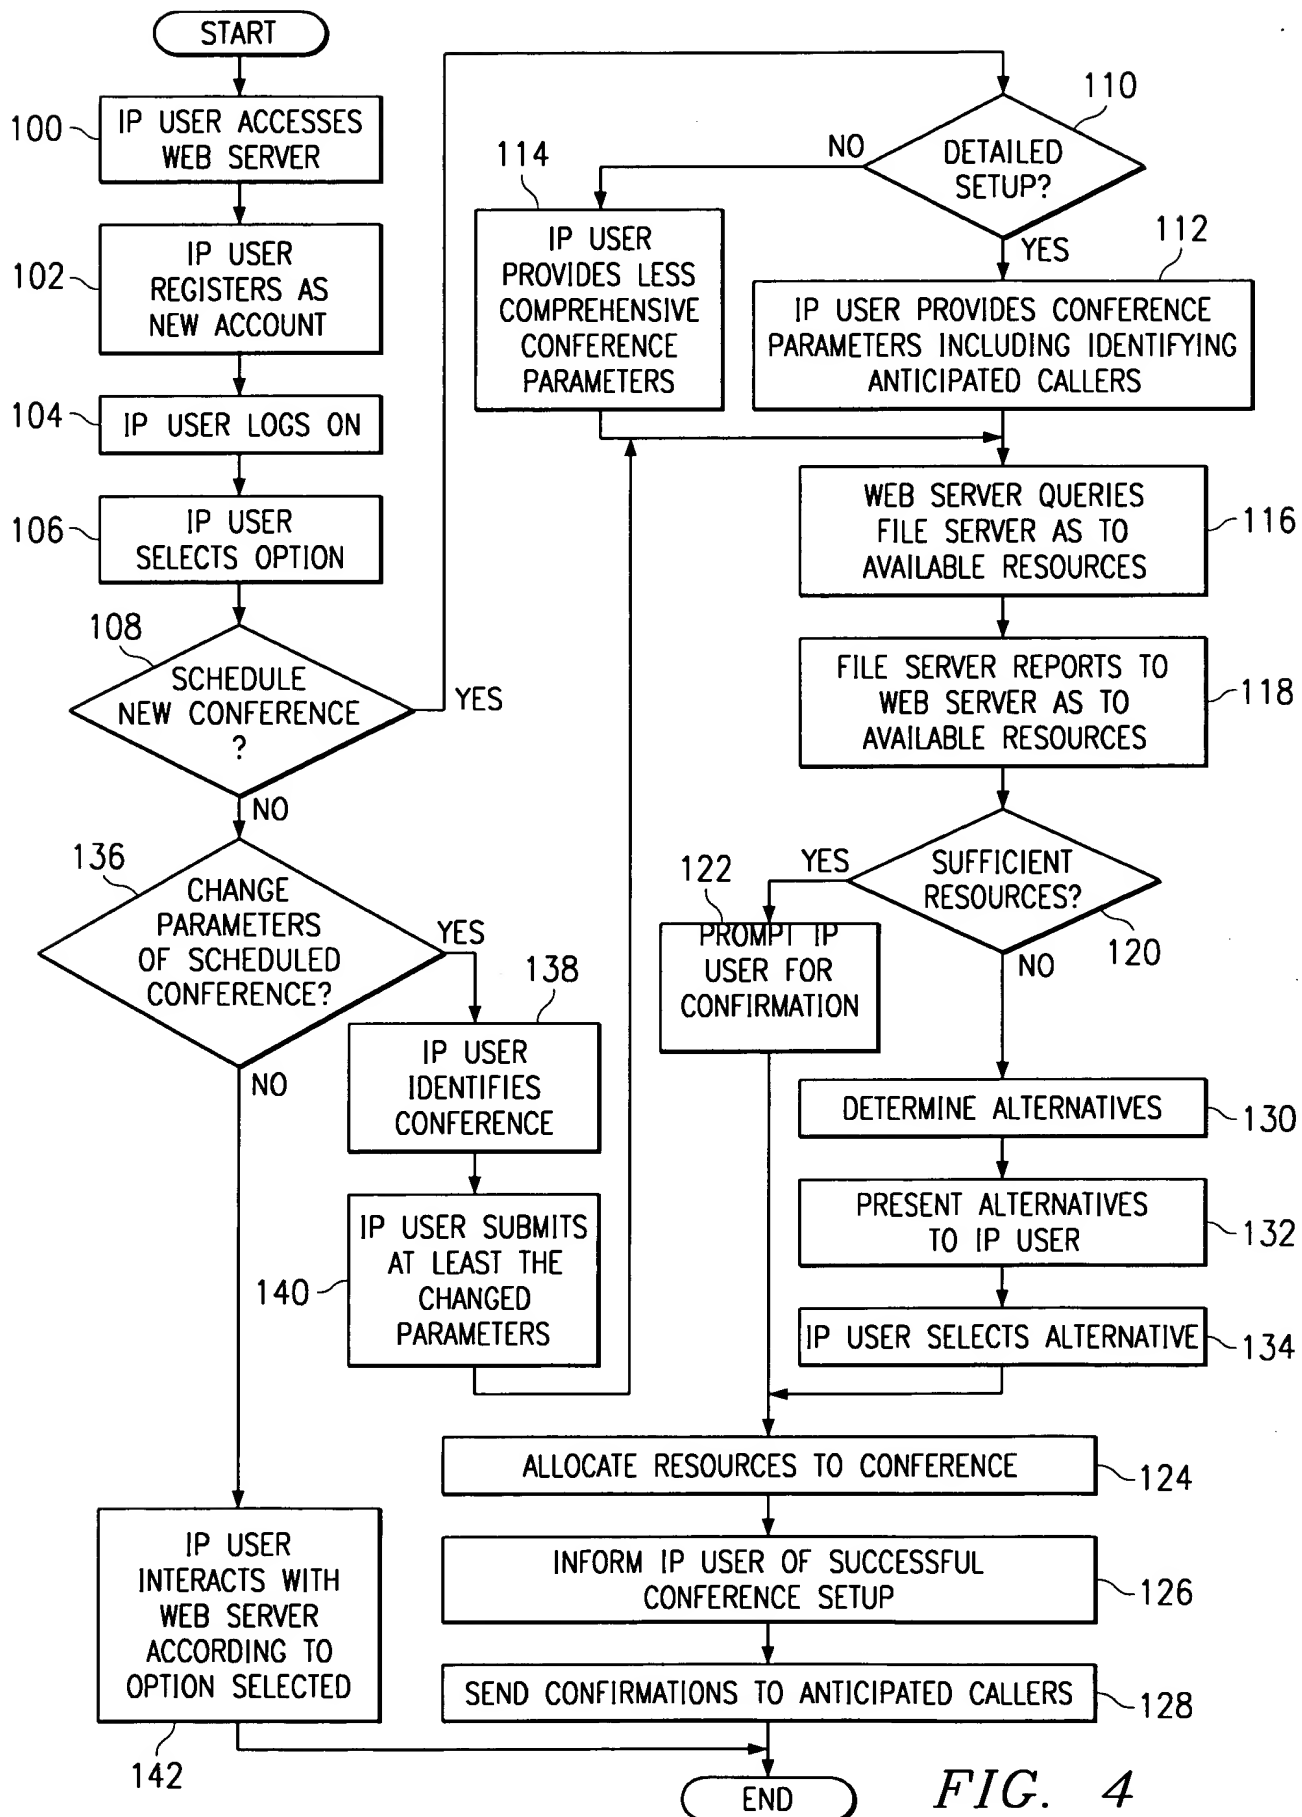 START
100
IP USER ACCESSES
WEB SERVER
102
IP USER
REGISTERS AS
NEW ACCOUNT
104
IP USER LOGS ON
106
IP USER
SELECTS OPTION
108
SCHEDULE
NEW CONFERENCE
?
YES
NO
110
DETAILED
SETUP?
NO
YES
114
IP USER
PROVIDES LESS
COMPREHENSIVE
CONFERENCE
PARAMETERS
112
IP USER PROVIDES CONFERENCE
PARAMETERS INCLUDING IDENTIFYING
ANTICIPATED CALLERS
WEB SERVER QUERIES
FILE SERVER AS TO
AVAILABLE RESOURCES
116
FILE SERVER REPORTS TO
WEB SERVER AS TO
AVAILABLE RESOURCES
118
SUFFICIENT
RESOURCES?
120
YES
NO
122
PROMPT IP
USER FOR
CONFIRMATION
DETERMINE ALTERNATIVES
130
PRESENT ALTERNATIVES
TO IP USER
132
IP USER SELECTS ALTERNATIVE
134
136
CHANGE
PARAMETERS
OF SCHEDULED
CONFERENCE?
YES
NO
138
IP USER
IDENTIFIES
CONFERENCE
140
IP USER SUBMITS
AT LEAST THE
CHANGED
PARAMETERS
ALLOCATE RESOURCES TO CONFERENCE
124
INFORM IP USER OF SUCCESSFUL
CONFERENCE SETUP
126
SEND CONFIRMATIONS TO ANTICIPATED CALLERS
128
IP USER
INTERACTS WITH
WEB SERVER
ACCORDING TO
OPTION SELECTED
142
END
FIG. 4